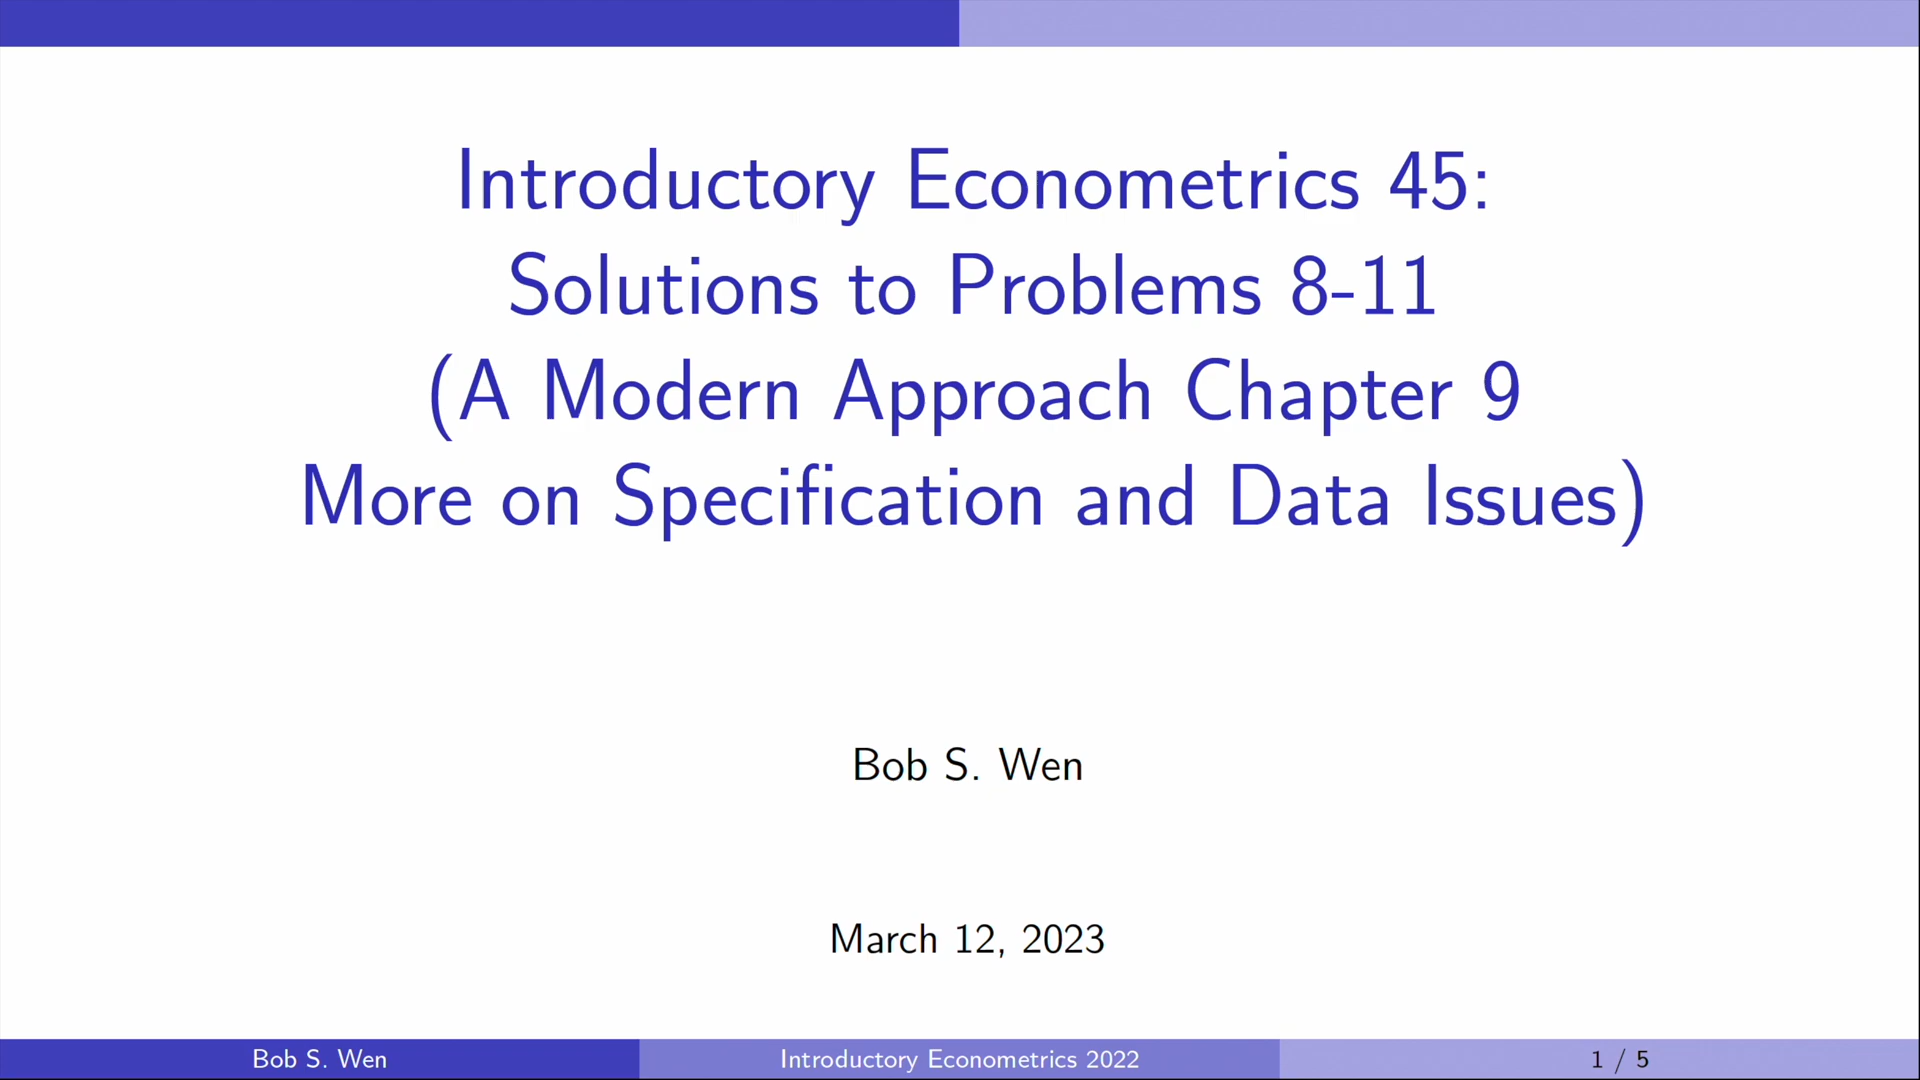 Introductory Econometrics 45:
Solutions to Problems 8-11
(A Modern Approach Chapter 9
More on Specification and Data Issues)
Bob S. Wen
March 12, 2023
Bob S. Wen
Introductory Econometrics 2022
1 / 5